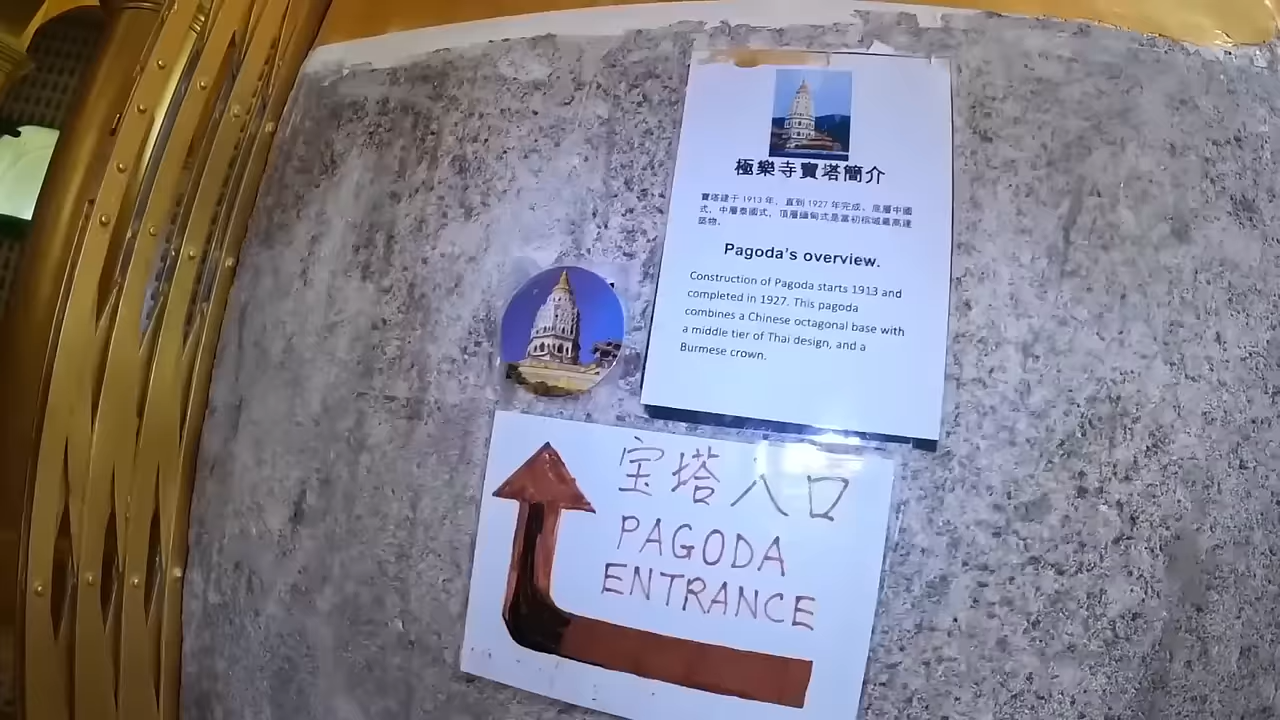 極樂寺寶塔簡介
寶塔建于 1913 年，直到 1927 年完成。底層中國
式，中層泰國式，頂層緬甸式是當初槟城最高建
築物。
Pagoda's overview.
Construction of Pagoda starts 1913 and
completed in 1927. This pagoda
combines a Chinese octagonal base with
a middle tier of Thai design, and a
Burmese crown.
宝塔入口
PAGODA
ENTRANCE